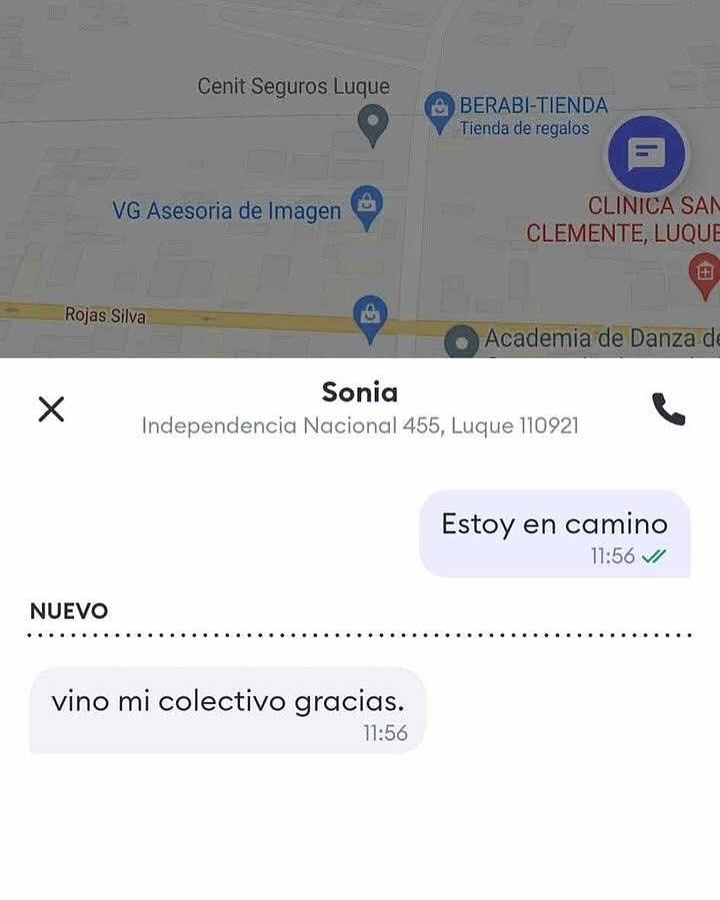 Cenit Seguros Luque
BERABI-TIENDA
Tienda de regalos
VG Asesoria de Imagen
CLINICA SAN
CLEMENTE, LUQUE
Rojas Silva
Academia de Danza de
Sonia
Independencia Nacional 455, Luque 110921
Estoy en camino
11:56
NUEVO
vino mi colectivo gracias.
11:56